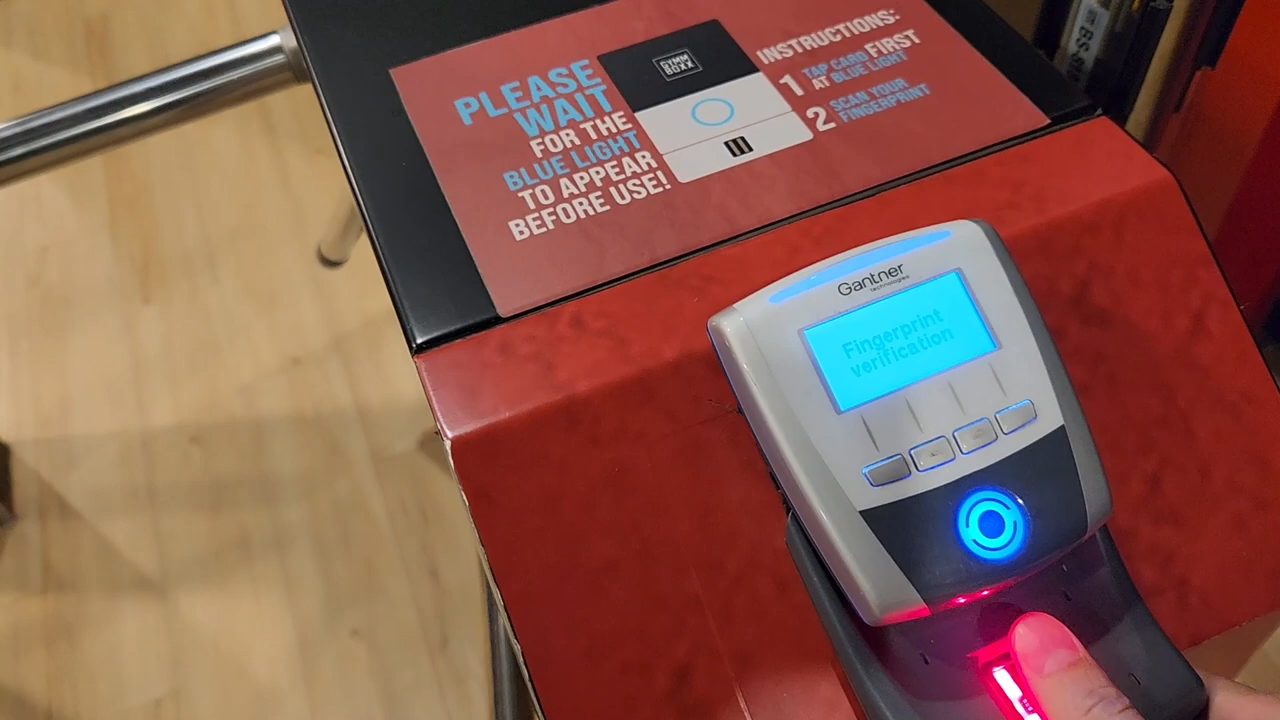 PLEASE
WAIT
FOR THE
BLUE LIGHT
TO APPEAR
BEFORE USE!
GYMM
BOXX
INSTRUCTIONS:
1 TAP CARD FIRST
AT BLUE LIGHT
2 SCAN YOUR
FINGERPRINT
Gantner
technologies
Fingerprint
verification